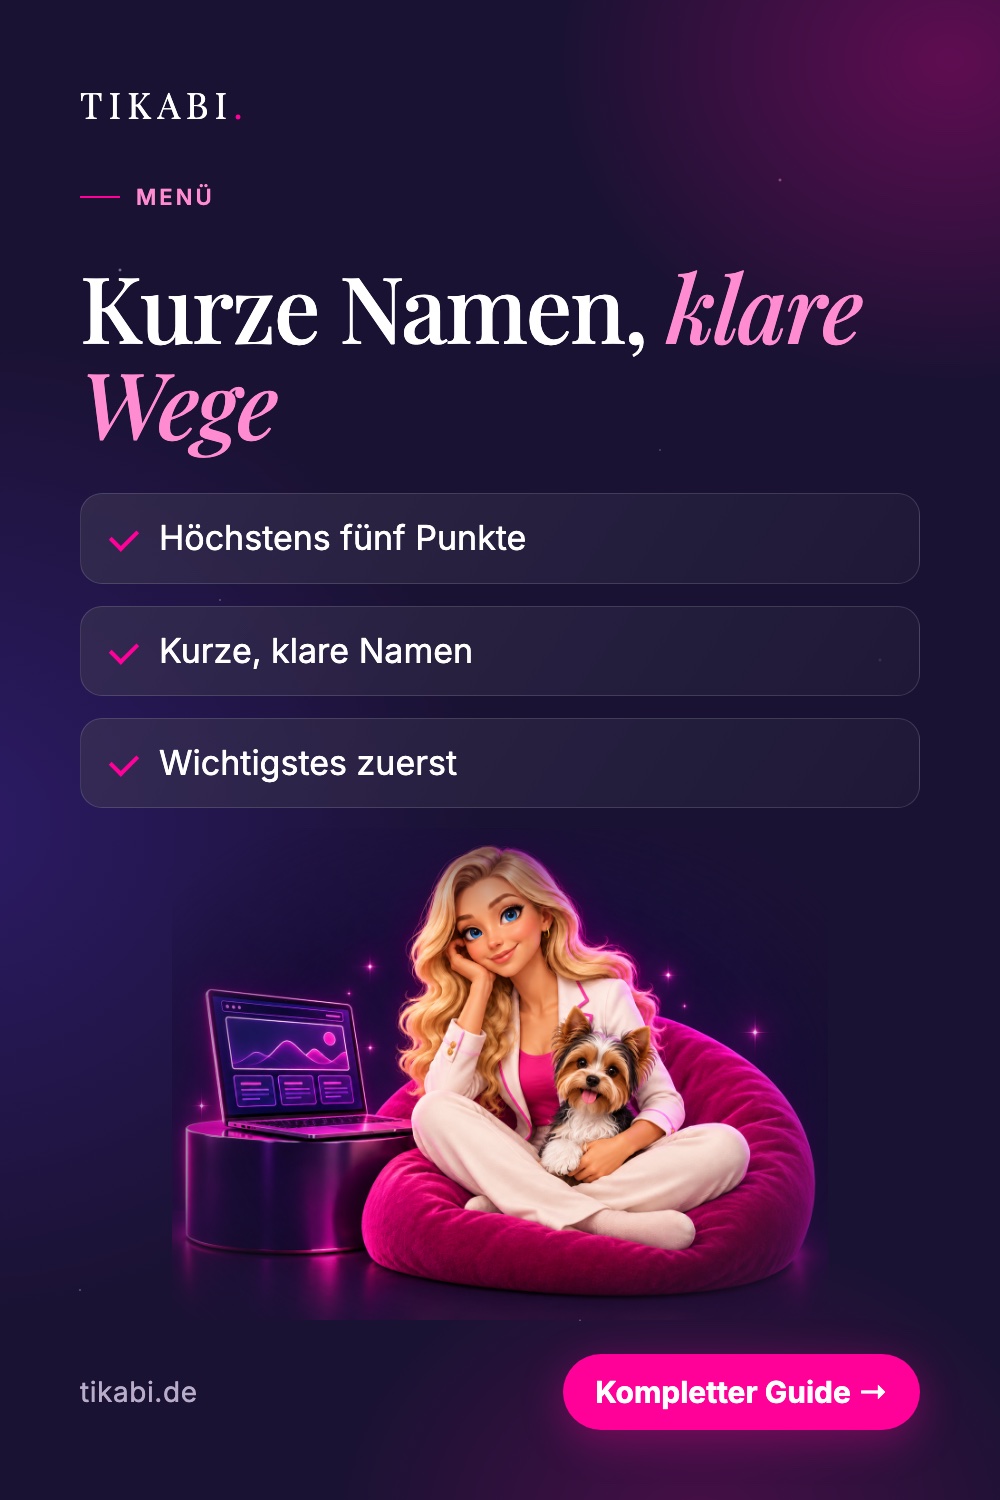 TIKABI.
MENÜ
Kurze Namen, klare
Wege
Höchstens fünf Punkte
Kurze, klare Namen
Wichtigstes zuerst
tikabi.de
Kompletter Guide →